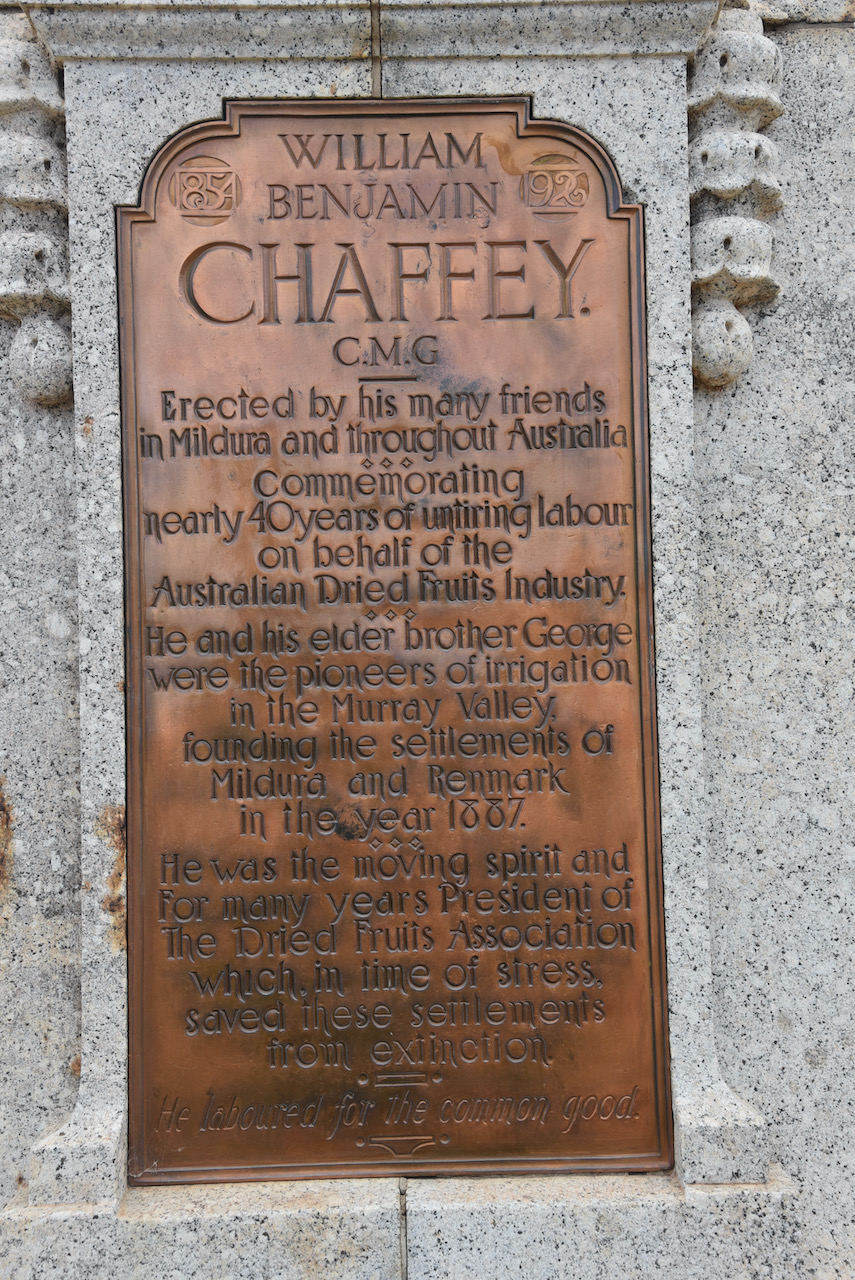 WILLIAM
1854 BENJAMIN 1926
CHAFFEY.
C.M.G
Erected by his many friends
in Mildura and throughout Australia
Commemorating
nearly 40 years of untiring labour
on behalf of the
Australian Dried Fruits Industry.
He and his elder brother George
were the pioneers of irrigation
in the Murray Valley,
founding the settlements of
Mildura and Renmark
in the year 1887.
He was the moving spirit and
For many years President of
The Dried Fruits Association
which, in time of stress,
saved these settlements
from extinction.
He laboured for the common good.